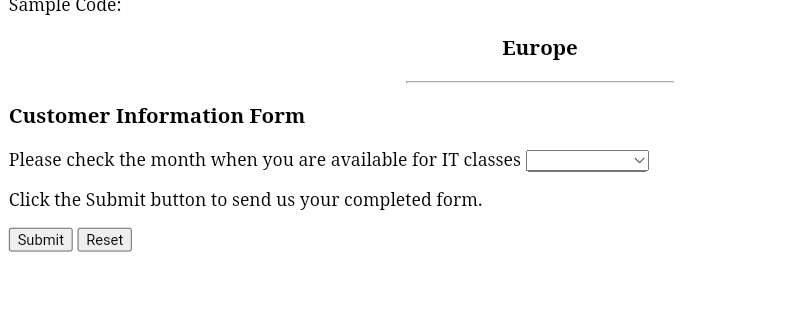 Sample Code:
Europe
Customer Information Form
Please check the month when you are available for IT classes
Click the Submit button to send us your completed form.
Submit Reset